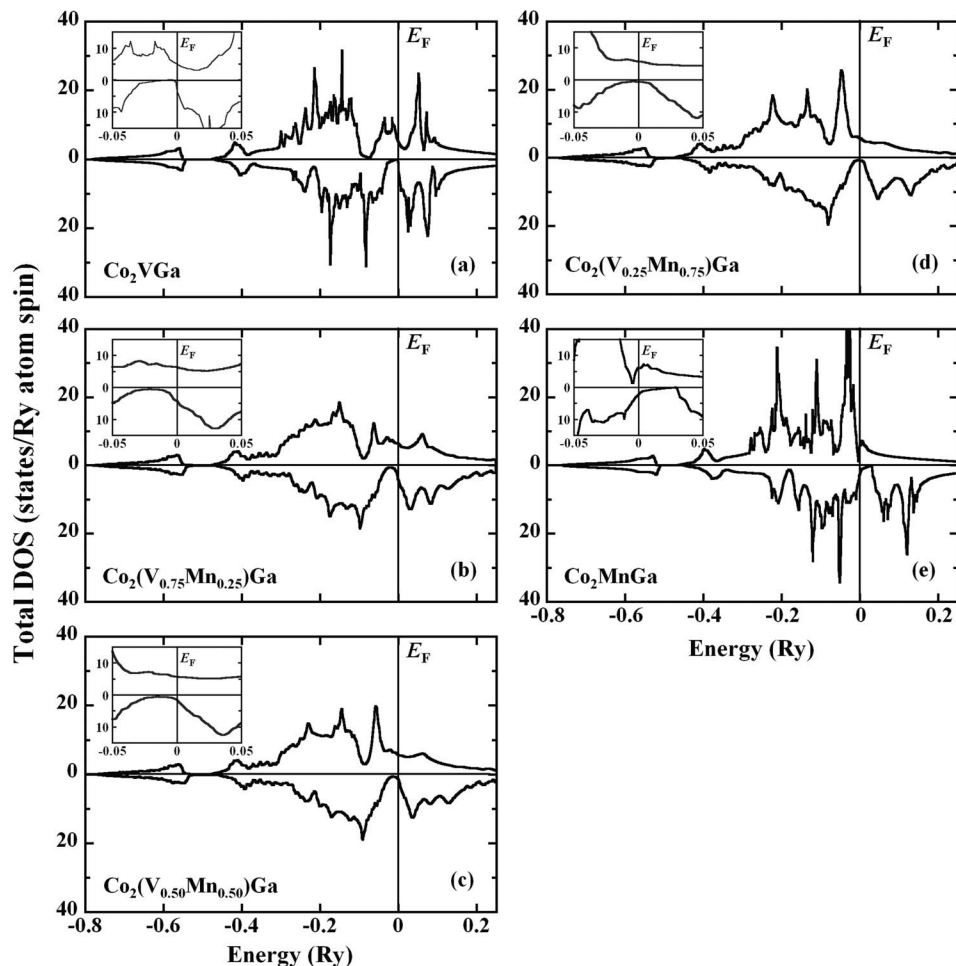 Total DOS (states/Ry atom spin)
40
20
0
20
40
10
0
10
-0.05
0
0.05
E_F
E_F
Co₂VGa
(a)
40
20
0
20
40
10
0
10
-0.05
0
0.05
E_F
E_F
Co₂(V₀.₂₅Mn₀.₇₅)Ga
(d)
40
20
0
20
40
10
0
10
-0.05
0
0.05
E_F
E_F
Co₂(V₀.₇₅Mn₀.₂₅)Ga
(b)
40
20
0
20
40
10
0
10
-0.05
0
0.05
E_F
E_F
Co₂MnGa
(e)
-0.8
-0.6
-0.4
-0.2
0
0.2
Energy (Ry)
40
20
0
20
40
10
0
10
-0.05
0
0.05
E_F
E_F
Co₂(V₀.₅₀Mn₀.₅₀)Ga
(c)
-0.8
-0.6
-0.4
-0.2
0
0.2
Energy (Ry)